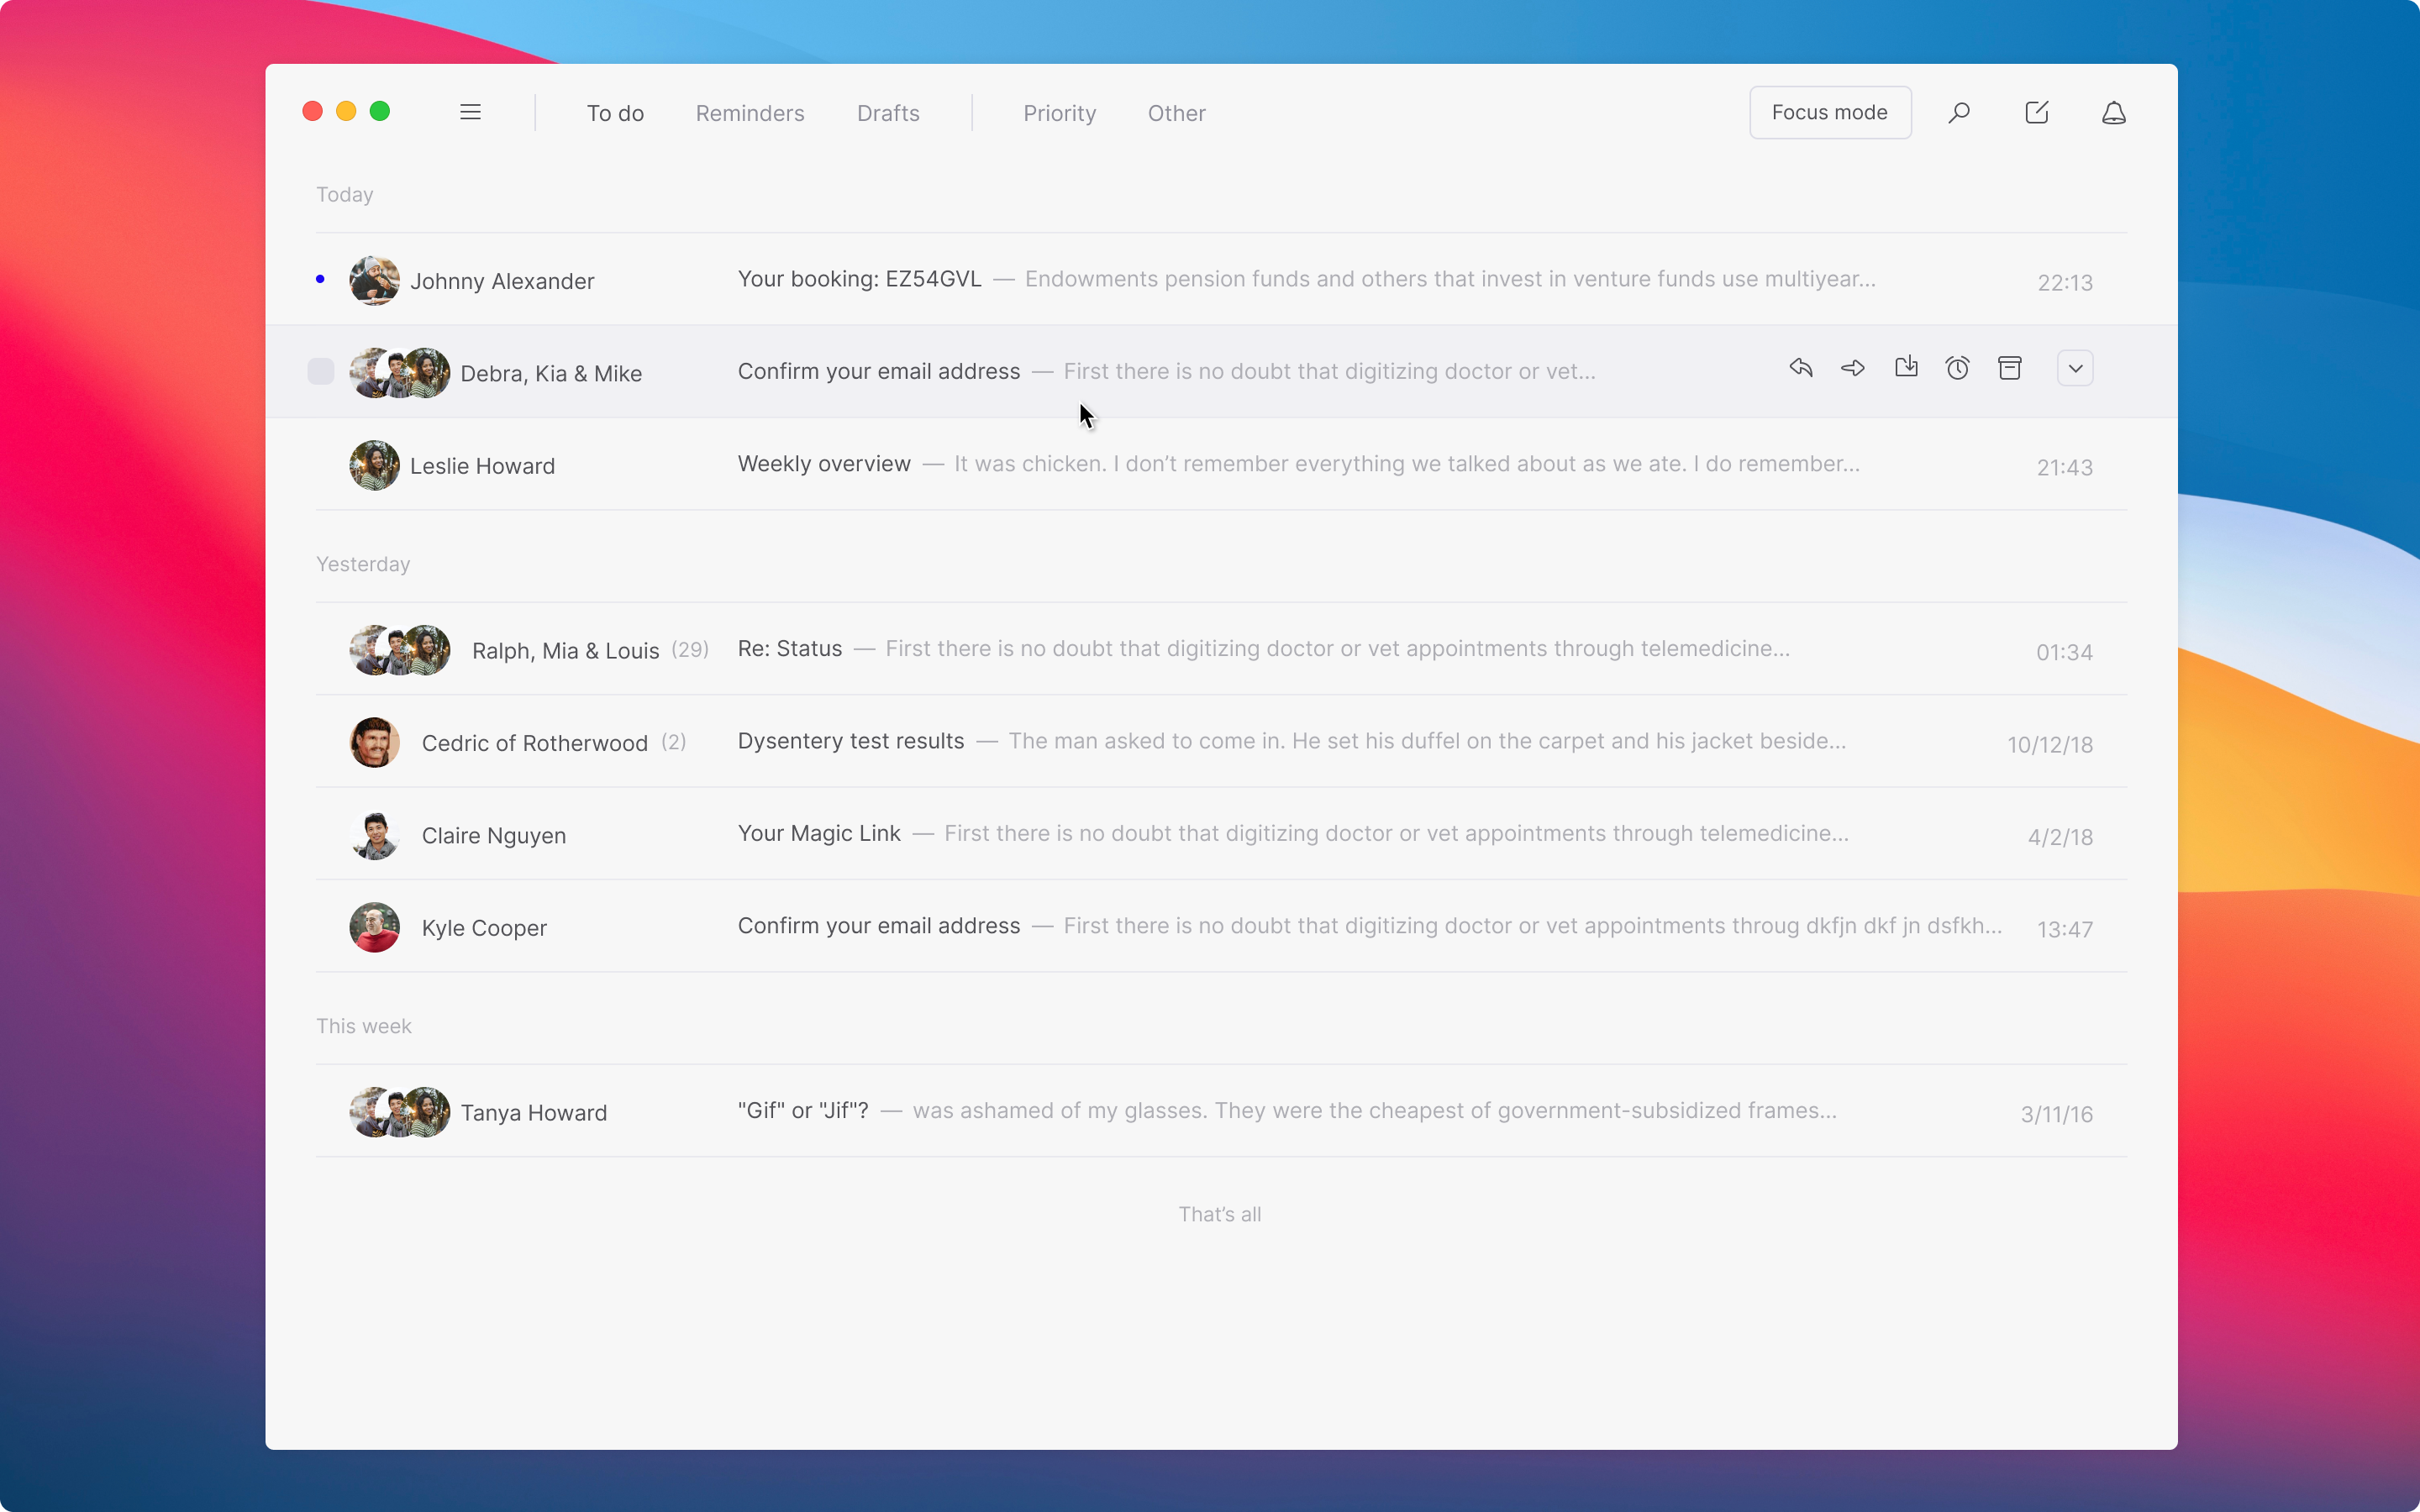 To do Reminders Drafts Priority Other Focus mode
Today
Johnny Alexander Your booking: EZ54GVL — Endowments pension funds and others that invest in venture funds use multiyear... 22:13
Debra, Kia & Mike Confirm your email address — First there is no doubt that digitizing doctor or vet...
Leslie Howard Weekly overview — It was chicken. I don’t remember everything we talked about as we ate. I do remember... 21:43
Yesterday
Ralph, Mia & Louis (29) Re: Status — First there is no doubt that digitizing doctor or vet appointments through telemedicine... 01:34
Cedric of Rotherwood (2) Dysentery test results — The man asked to come in. He set his duffel on the carpet and his jacket beside... 10/12/18
Claire Nguyen Your Magic Link — First there is no doubt that digitizing doctor or vet appointments through telemedicine... 4/2/18
Kyle Cooper Confirm your email address — First there is no doubt that digitizing doctor or vet appointments throug dkfjn dkf jn dsfkh... 13:47
This week
Tanya Howard "Gif" or "Jif"? — was ashamed of my glasses. They were the cheapest of government-subsidized frames... 3/11/16
That’s all